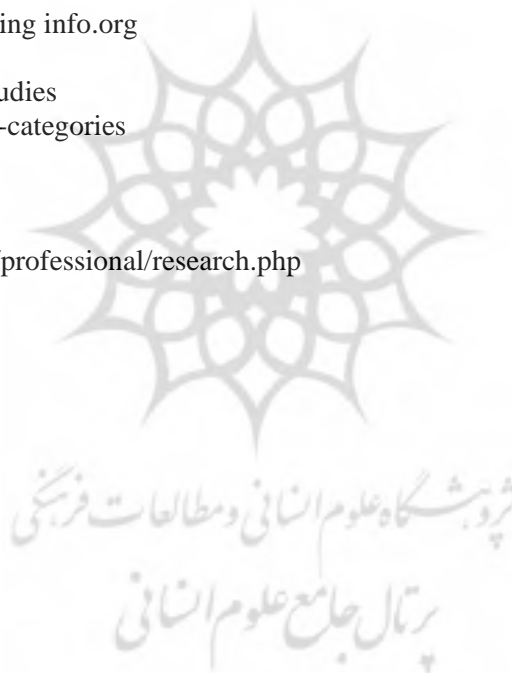 ing info.org
udies
-categories
/professional/research.php
پژوهشگاه علوم انسانی و مطالعات فرهنگی
پرتال جامع علوم انسانی